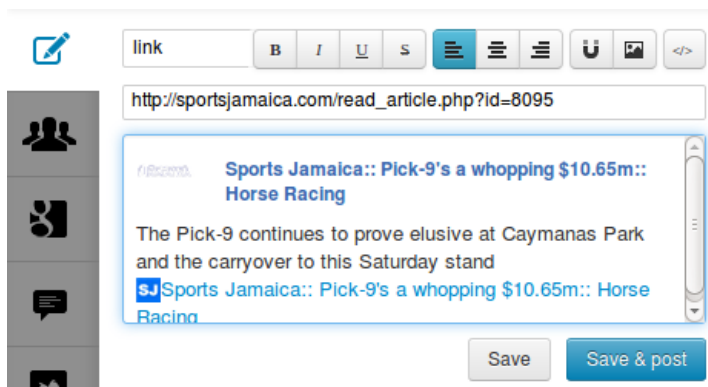 link B I U S </>
http://sportsjamaica.com/read_article.php?id=8095
Sports Jamaica:: Pick-9's a whopping $10.65m::
Horse Racing
The Pick-9 continues to prove elusive at Caymanas Park
and the carryover to this Saturday stand
SJ Sports Jamaica:: Pick-9's a whopping $10.65m:: Horse
Racing
Save Save & post